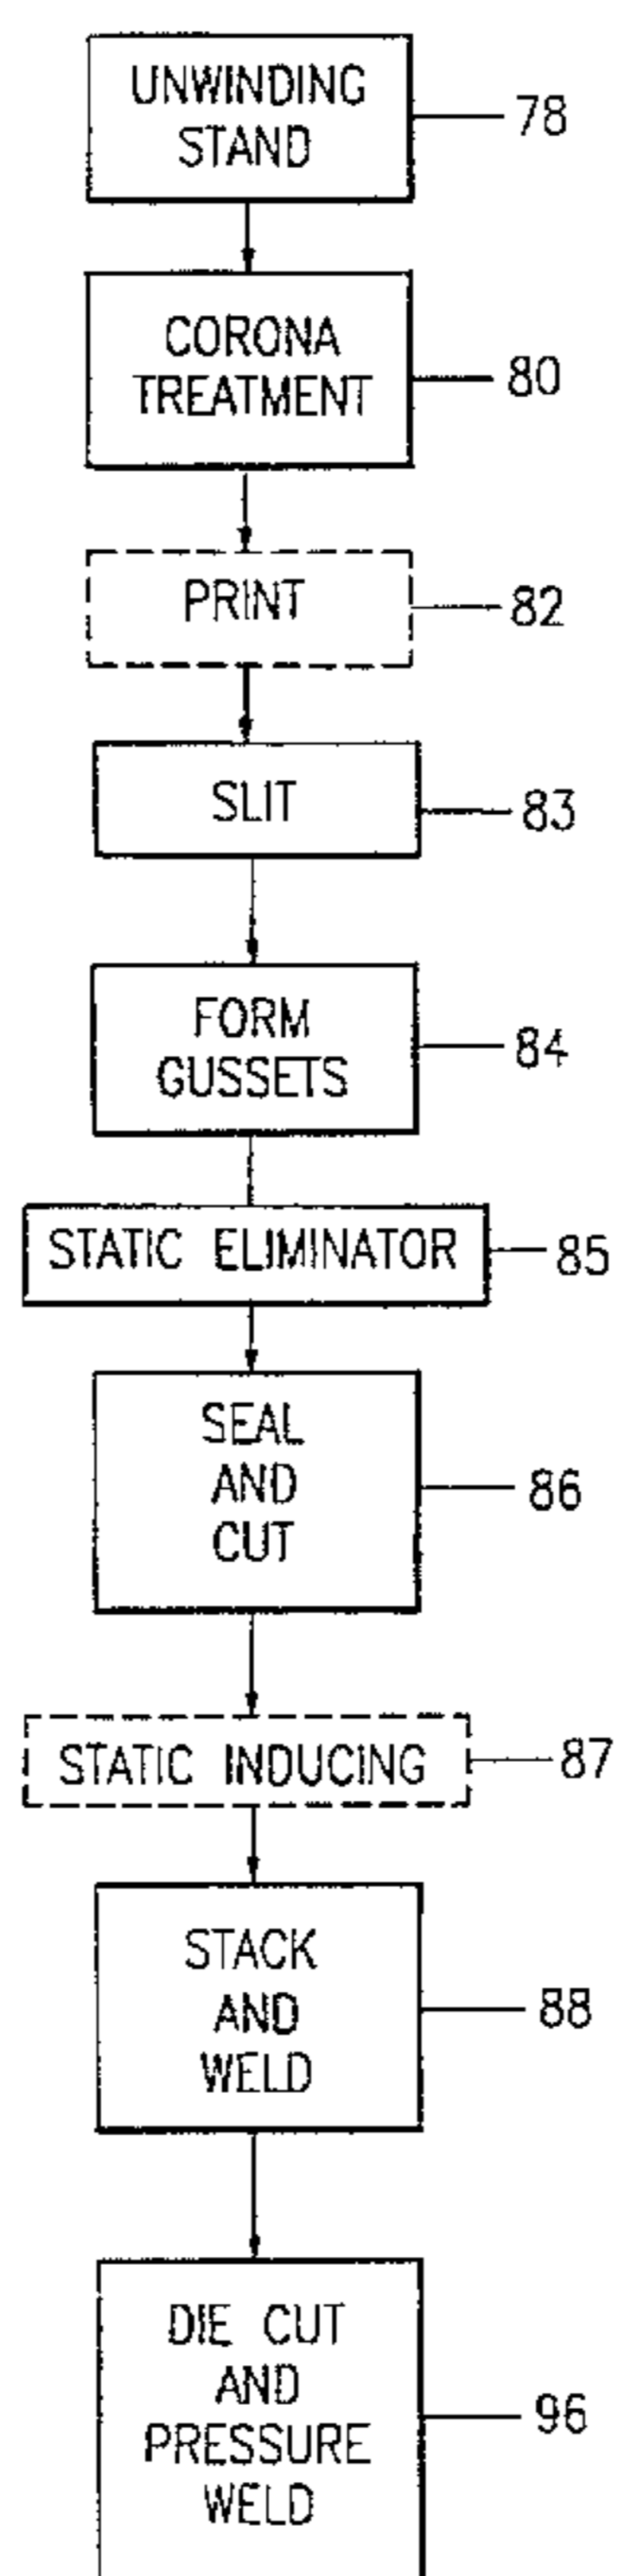 UNWINDING
STAND
78
CORONA
TREATMENT
80
PRINT
82
SLIT
83
FORM
GUSSETS
84
STATIC ELIMINATOR
85
SEAL
AND
CUT
86
STATIC INDUCING
87
STACK
AND
WELD
88
DIE CUT
AND
PRESSURE
WELD
96